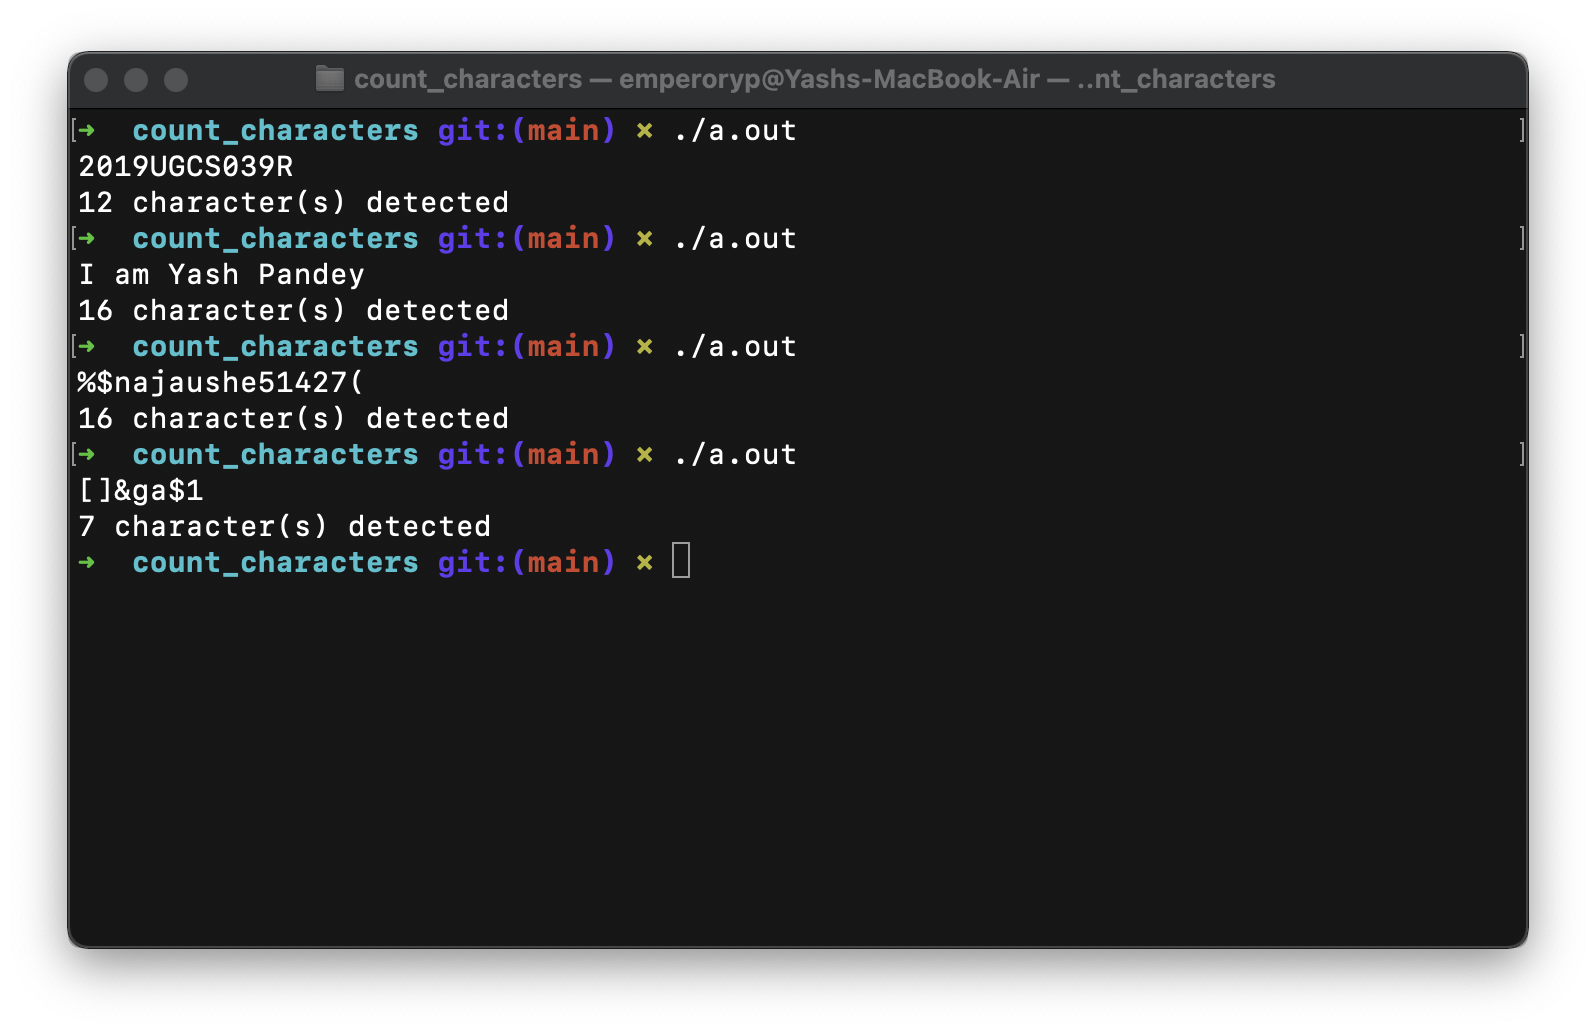 count_characters — emperoryp@Yashs-MacBook-Air — ..nt_characters
[➜  count_characters git:(main) ✗ ./a.out ]
2019UGCS039R
12 character(s) detected
[➜  count_characters git:(main) ✗ ./a.out ]
I am Yash Pandey
16 character(s) detected
[➜  count_characters git:(main) ✗ ./a.out ]
%$najaushe51427(
16 character(s) detected
[➜  count_characters git:(main) ✗ ./a.out ]
[]&ga$1
7 character(s) detected
➜  count_characters git:(main) ✗